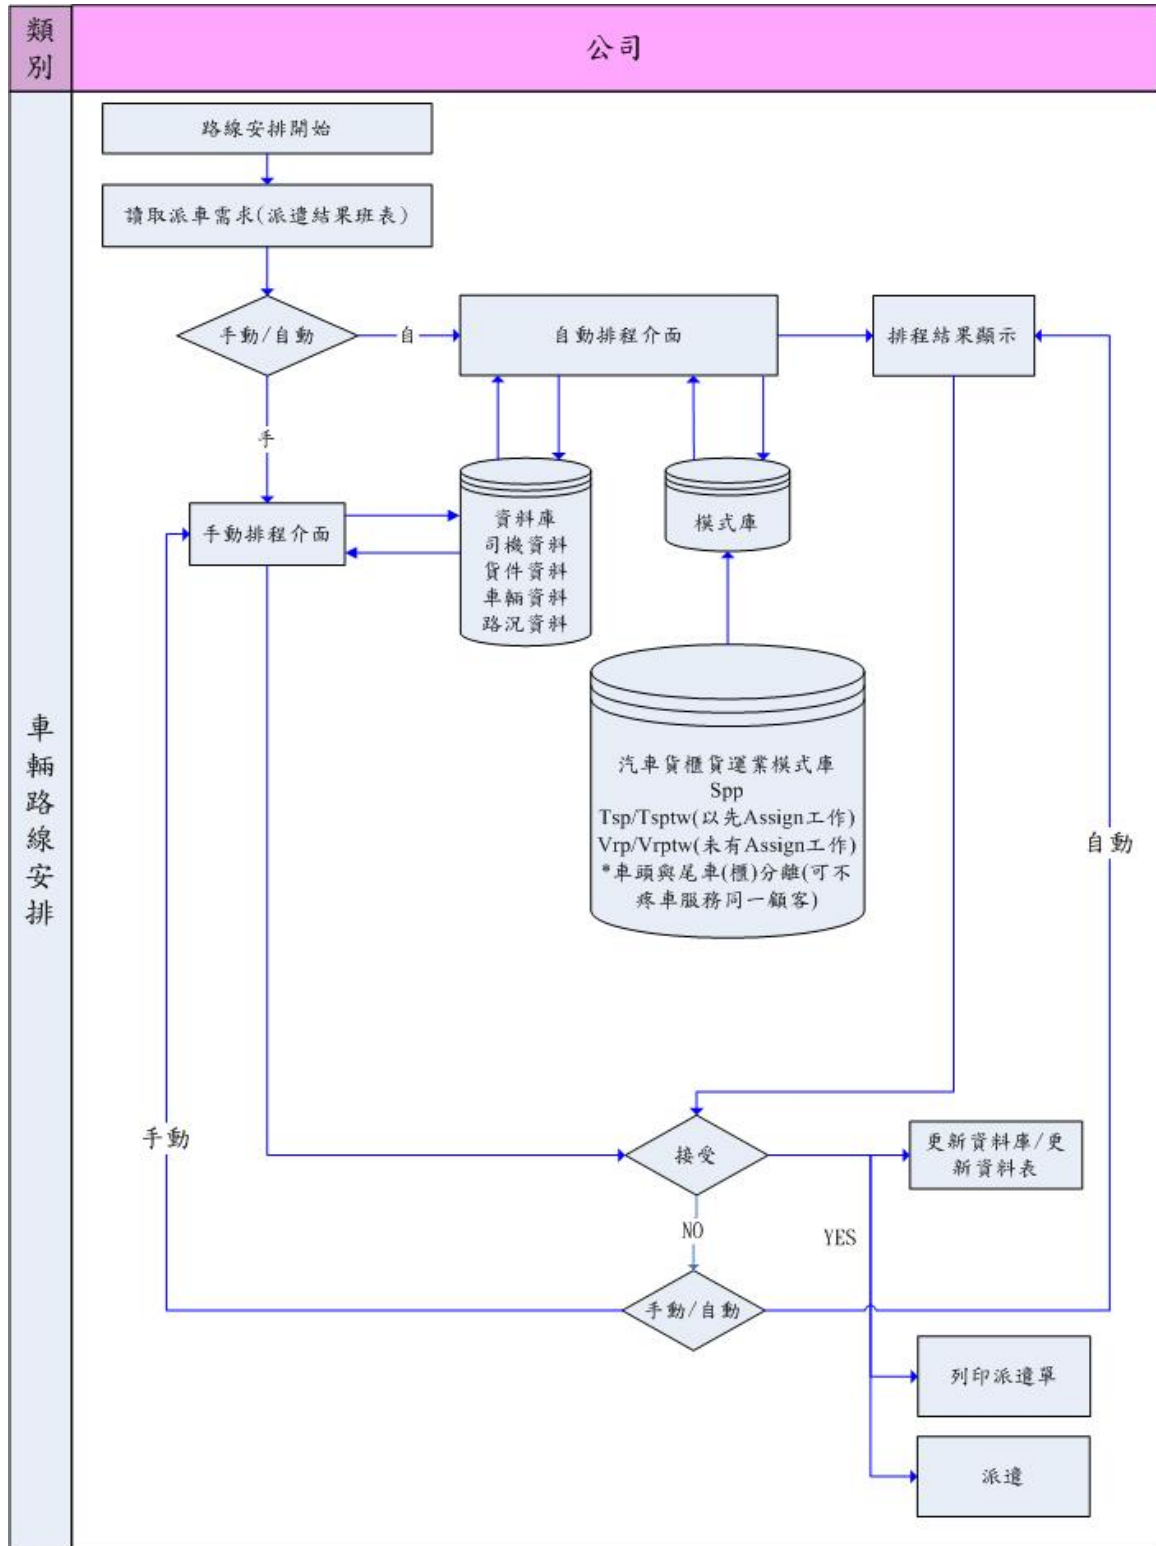 類
別
公司
路線安排開始
讀取派車需求(派遣結果班表)
手動/自動
自
自動排程介面
排程結果顯示
手
手動排程介面
資料庫
司機資料
貨件資料
車輛資料
路況資料
模式庫
汽車貨櫃貨運業模式庫
Spp
Tsp/Tsptw(以先Assign工作)
Vrp/Vrptw(未有Assign工作)
*車頭與尾車(櫃)分離(可不
疼車服務同一顧客)
車
輛
路
線
安
排
自動
手動
接受
更新資料庫/更
新資料表
NO
YES
手動/自動
列印派遣單
派遣